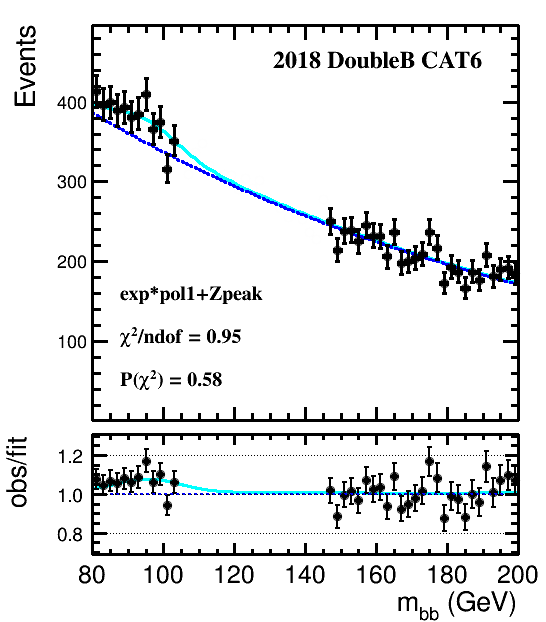 Events
2018 DoubleB CAT6
400
300
200
100
exp*pol1+Zpeak
χ²/ndof = 0.95
P(χ²) = 0.58
obs/fit
1.2
1.0
0.8
80 100 120 140 160 180 200
m_bb (GeV)